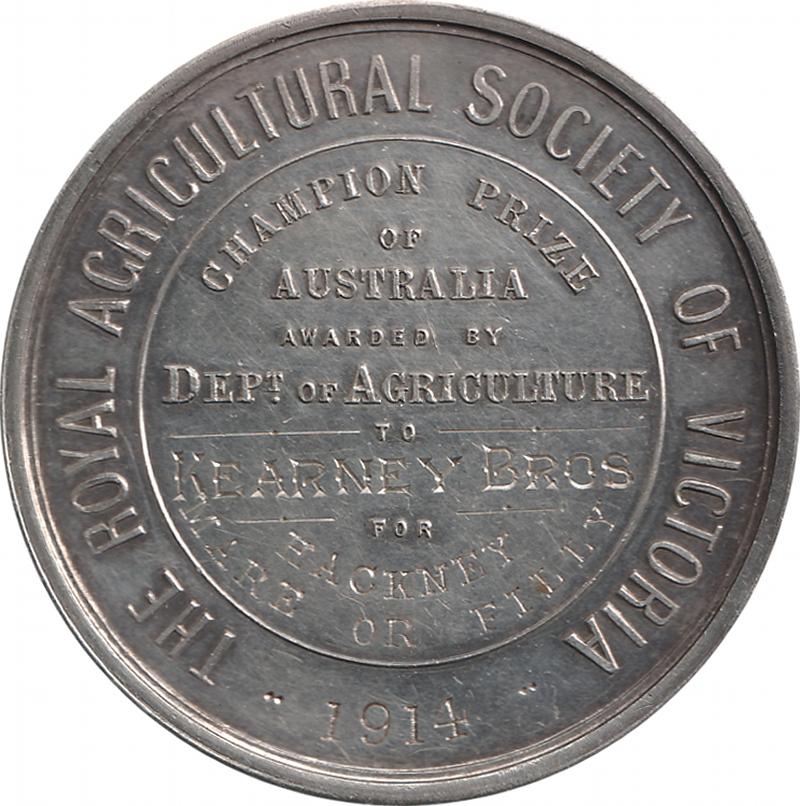 THE ROYAL AGRICULTURAL SOCIETY OF VICTORIA
CHAMPION PRIZE
OF
AUSTRALIA
AWARDED BY
DEPT. OF AGRICULTURE
TO
KEARNEY BROS
FOR
HACKNEY
MARE OR FILLY
" 1914 "